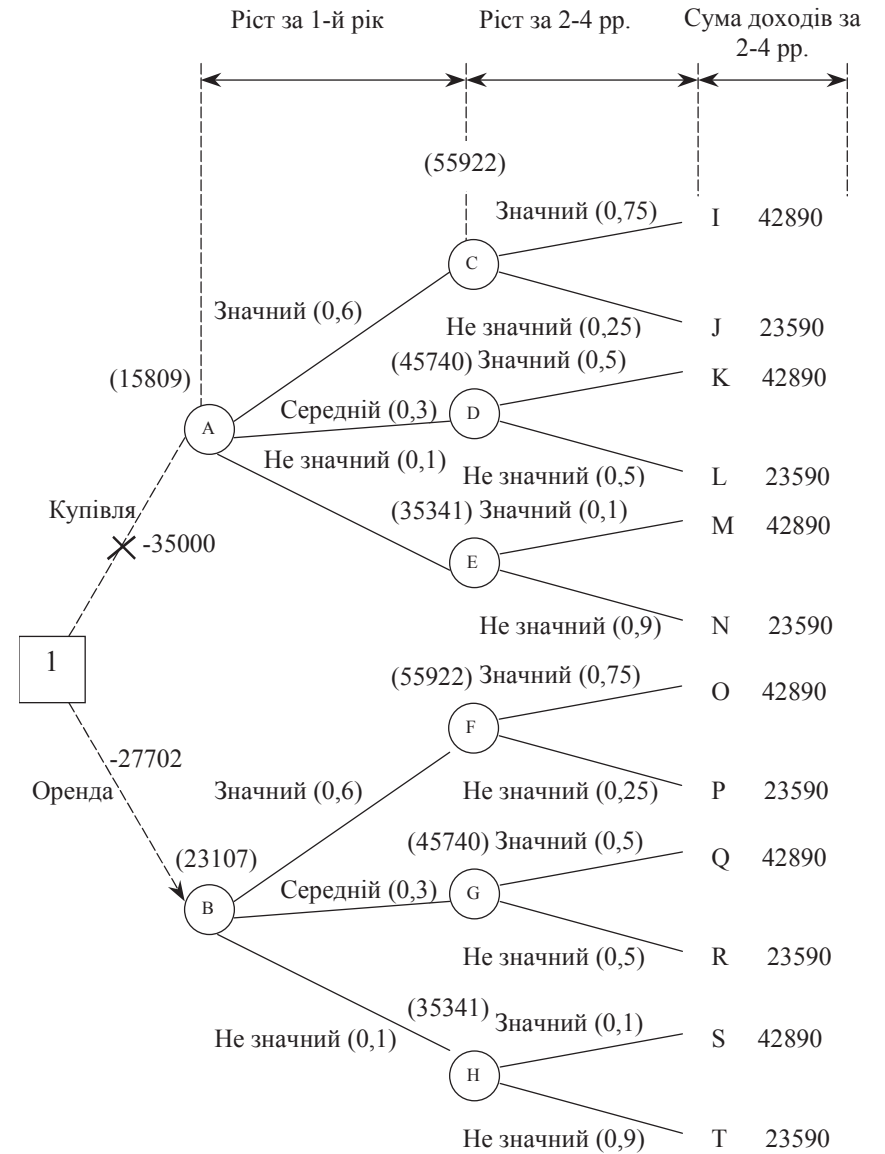 Ріст за 1-й рік
Ріст за 2-4 рр.
Сума доходів за
2-4 рр.
(55922)
Значний (0,75)
I 42890
C
Значний (0,6)
Не значний (0,25)
J 23590
(45740) Значний (0,5)
K 42890
(15809)
Середній (0,3)
D
A
Не значний (0,1)
Не значний (0,5)
L 23590
Купівля
(35341) Значний (0,1)
M 42890
-35000
E
Не значний (0,9)
N 23590
1
(55922) Значний (0,75)
O 42890
F
-27702
Оренда
Значний (0,6)
Не значний (0,25)
P 23590
(45740) Значний (0,5)
Q 42890
(23107)
Середній (0,3)
G
B
Не значний (0,5)
R 23590
(35341)
Значний (0,1)
S 42890
Не значний (0,1)
H
Не значний (0,9)
T 23590